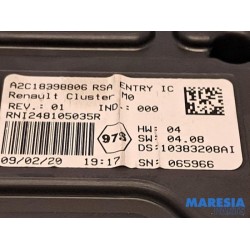 A2C18398806 RSA ENTRY IC
Renault Cluster M0
REV.: 01 IND.: 000
RNI248105035R
973
HW: 04
SW: 04.08
DS: 10383208AI
09/02/20 19:17 SN: 065966